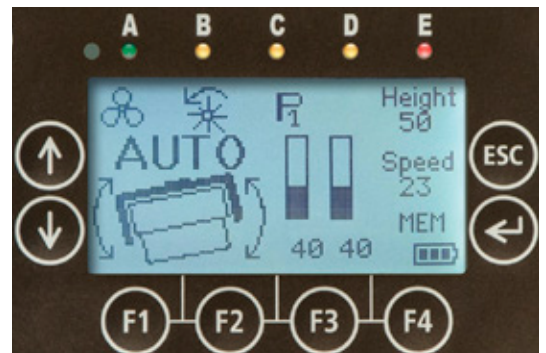 A B C D E
P1
Height
50
AUTO
Speed
23
ESC
MEM
40 40
F1 F2 F3 F4